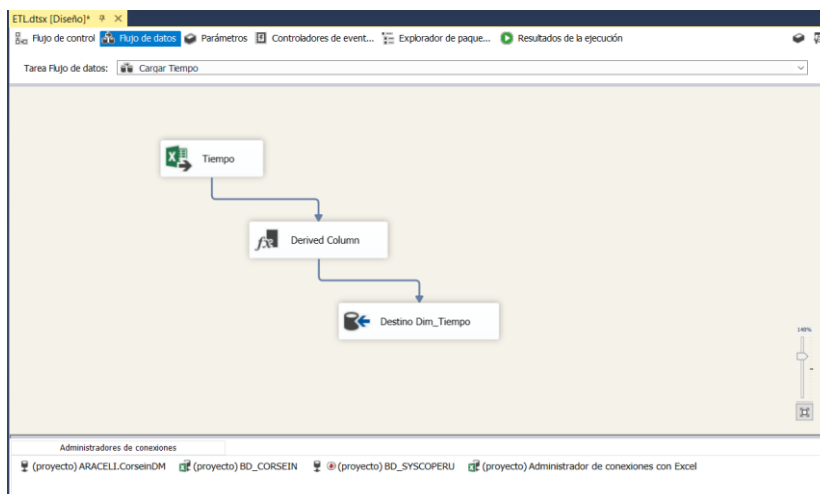 ETL.dtsx [Diseño]*
Flujo de control Flujo de datos Parámetros Controladores de event... Explorador de paque... Resultados de la ejecución
Tarea Flujo de datos: Cargar Tiempo
Tiempo
Derived Column
Destino Dim_Tiempo
148%
Administradores de conexiones
(proyecto) ARACELI.CorseinDM (proyecto) BD_CORSEIN (proyecto) BD_SYSCOPERU (proyecto) Administrador de conexiones con Excel